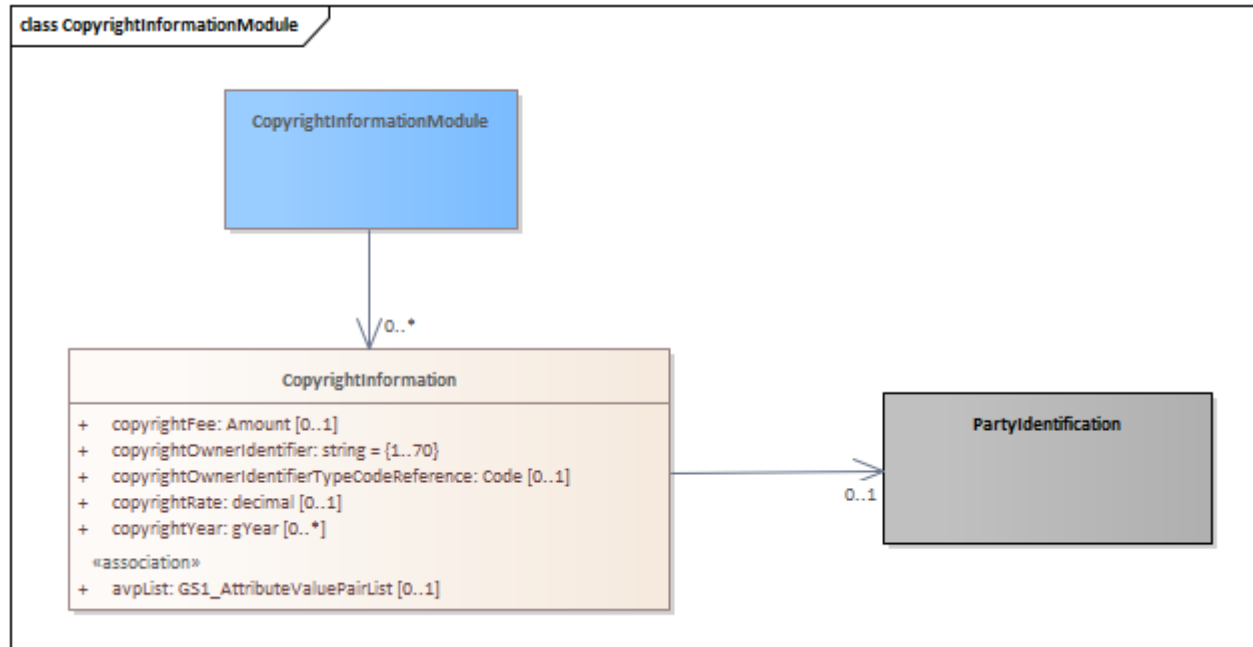 class CopyrightInformationModule
CopyrightInformationModule
0..*
CopyrightInformation
+ copyrightFee: Amount [0..1]
+ copyrightOwnerIdentifier: string = {1..70}
+ copyrightOwnerIdentifierTypeCodeReference: Code [0..1]
+ copyrightRate: decimal [0..1]
+ copyrightYear: gYear [0..*]
«association»
+ avpList: GS1_AttributeValuePairList [0..1]
0..1
PartyIdentification